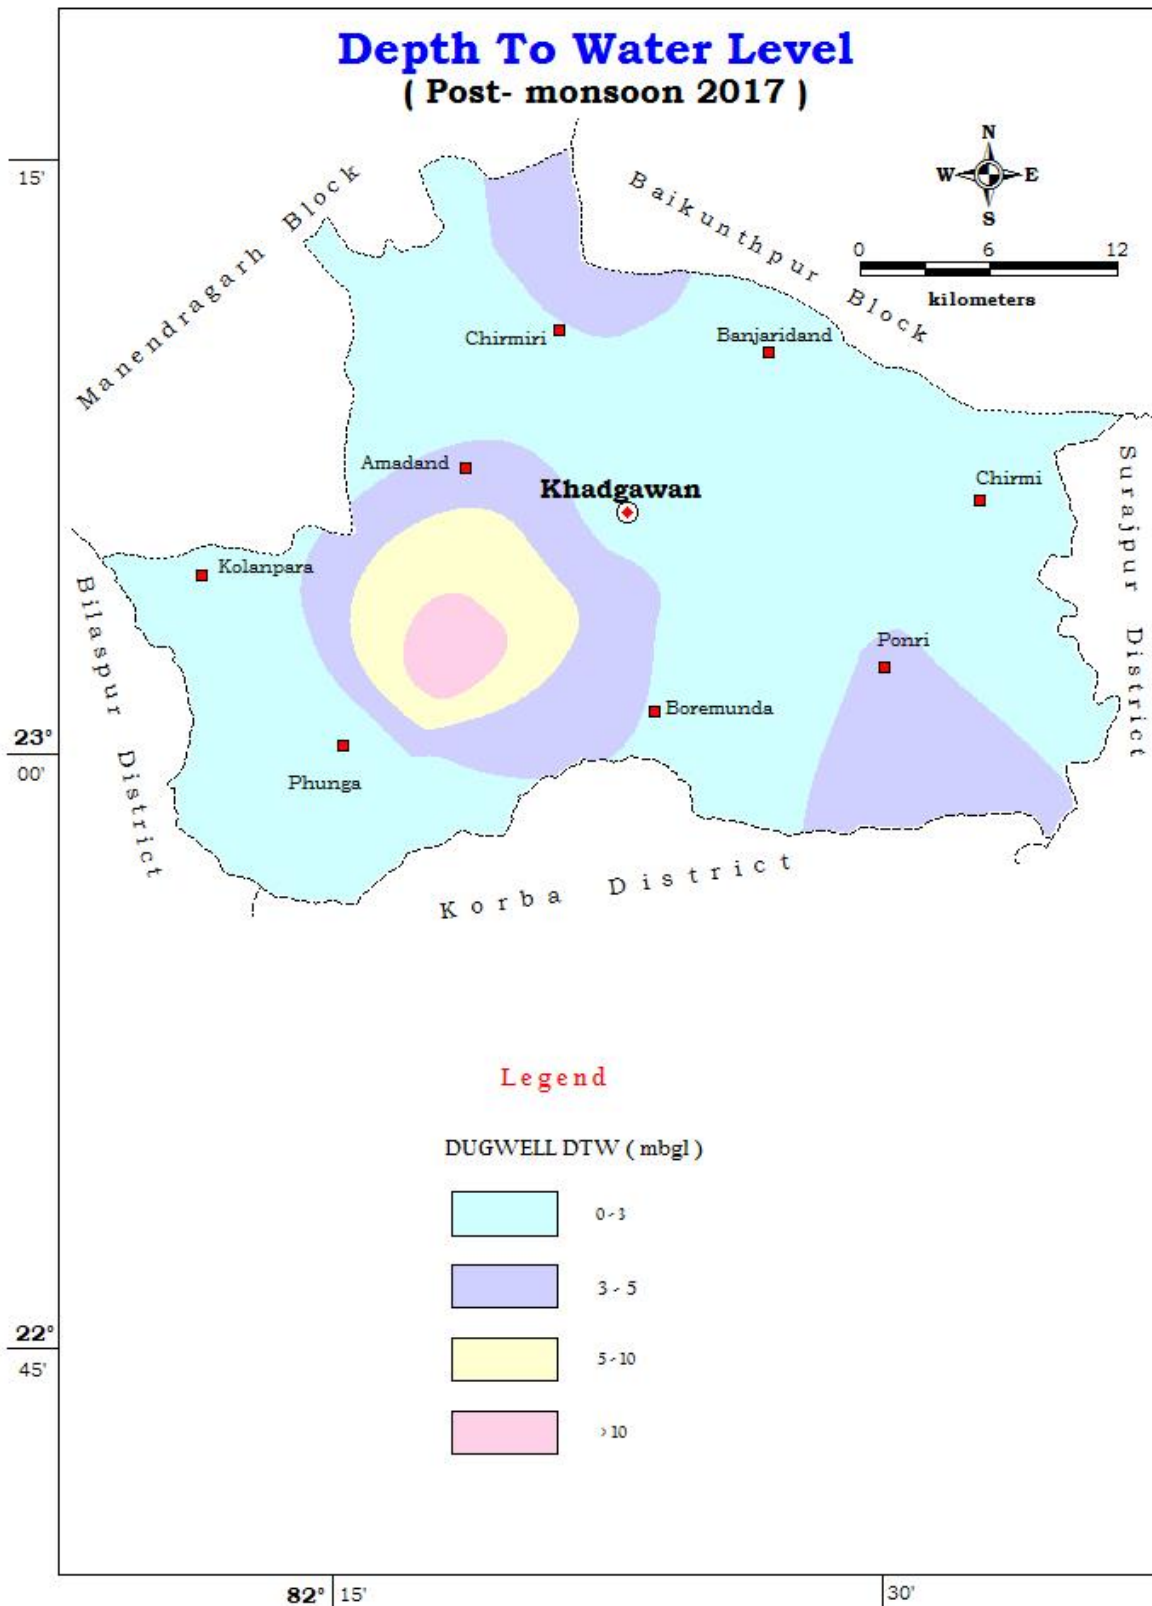 Depth To Water Level
( Post- monsoon 2017 )
N
W E
S
15'
Manendragarh Block
Baikunthpur Block
0 6 12
kilometers
Chirmiri
Banjaridand
Amadand
Khadgawan
Chirmi
Surajpur District
Kolanpara
Bilaspur District
Ponri
Boremunda
23°
00'
Phunga
Korba District
Legend
DUGWELL DTW ( mbgl )
0 - 3
3 - 5
5 - 10
> 10
22°
45'
82° 15' 30'